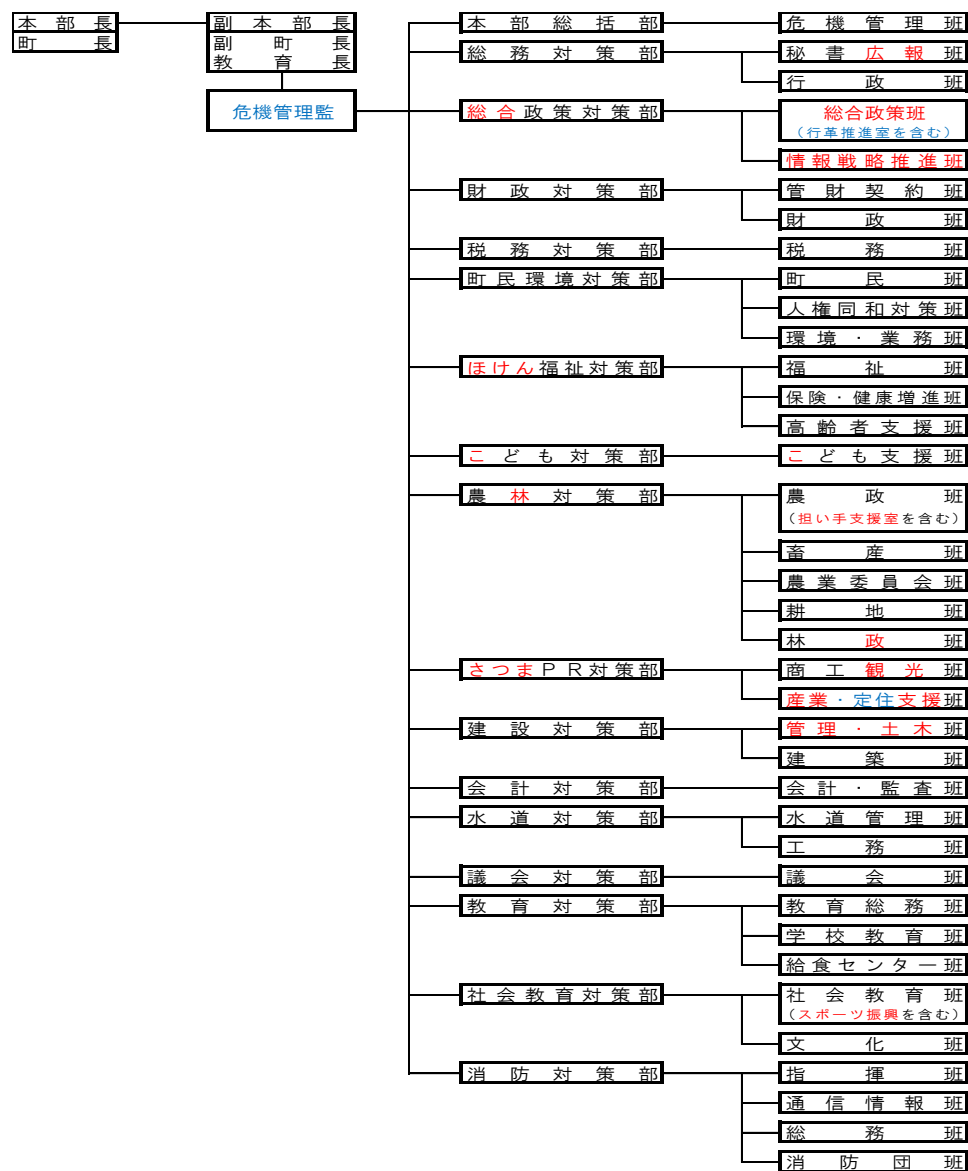 本部長
町長
副本部長
副町長
教育長
危機管理監
本部総括部
危機管理班
総務対策部
秘書広報班
行政班
総合政策対策部
総合政策班
（行革推進室を含む）
情報戦略推進班
財政対策部
管財契約班
財政班
税務対策部
税務班
町民環境対策部
町民班
人権同和対策班
環境・業務班
ほけん福祉対策部
福祉班
保険・健康増進班
高齢者支援班
こども対策部
こども支援班
農林対策部
農政班
（担い手支援室を含む）
畜産班
農業委員会班
耕地班
林政班
さつまＰＲ対策部
商工観光班
産業・定住支援班
建設対策部
管理・土木班
建築班
会計対策部
会計・監査班
水道対策部
水道管理班
工務班
議会対策部
議会班
教育対策部
教育総務班
学校教育班
給食センター班
社会教育対策部
社会教育班
（スポーツ振興を含む）
文化班
消防対策部
指揮班
通信情報班
総務班
消防団班